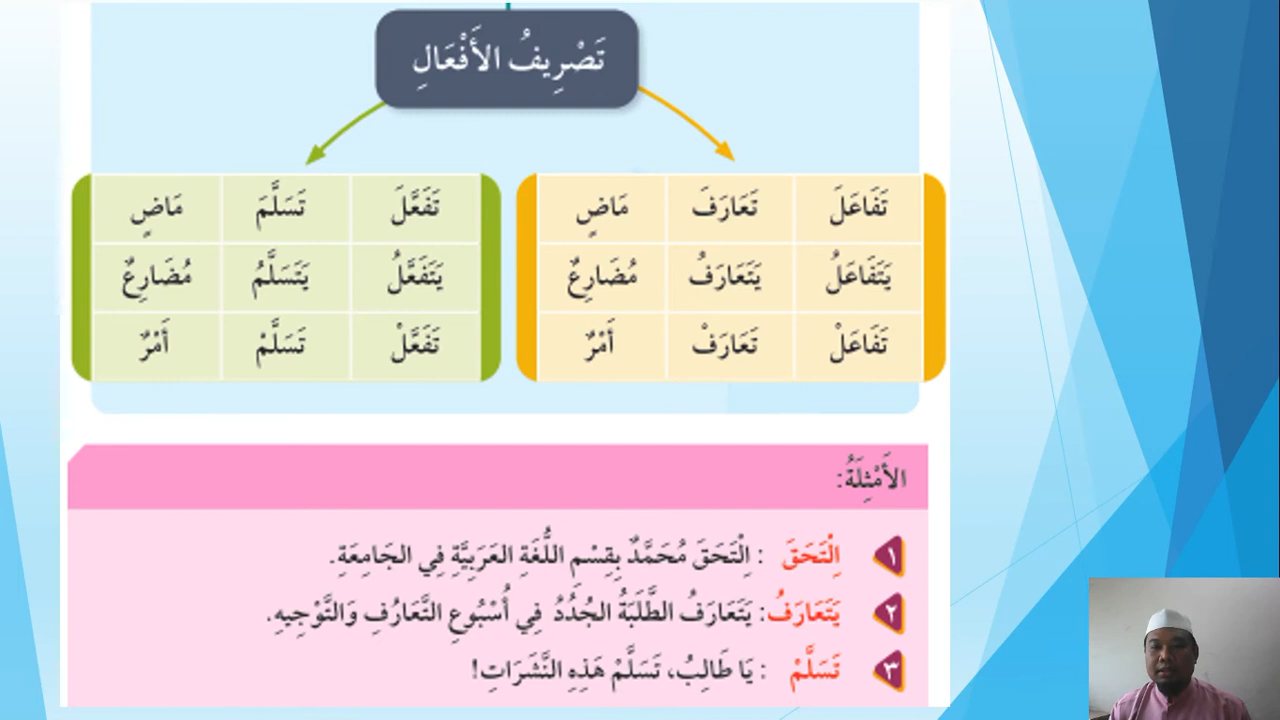 تَصْرِيفُ الأَفْعَالِ
تَفَاعَلَ تَعَارَفَ مَاضٍ
يَتَفَاعَلُ يَتَعَارَفُ مُضَارِعٌ
تَفَاعَلْ تَعَارَفْ أَمْرٌ
تَفَعَّلَ تَسَلَّمَ مَاضٍ
يَتَفَعَّلُ يَتَسَلَّمُ مُضَارِعٌ
تَفَعَّلْ تَسَلَّمْ أَمْرٌ
الأَمْثِلَةُ:
١ اِلْتَحَقَ : اِلْتَحَقَ مُحَمَّدٌ بِقِسْمِ اللُّغَةِ العَرَبِيَّةِ فِي الجَامِعَةِ.
٢ يَتَعَارَفُ: يَتَعَارَفُ الطَّلَبَةُ الجُدُدُ فِي أُسْبُوعِ التَّعَارُفِ وَالتَّوْجِيهِ.
٣ تَسَلَّمْ : يَا طَالِبُ، تَسَلَّمْ هَذِهِ النَّشَرَاتِ!